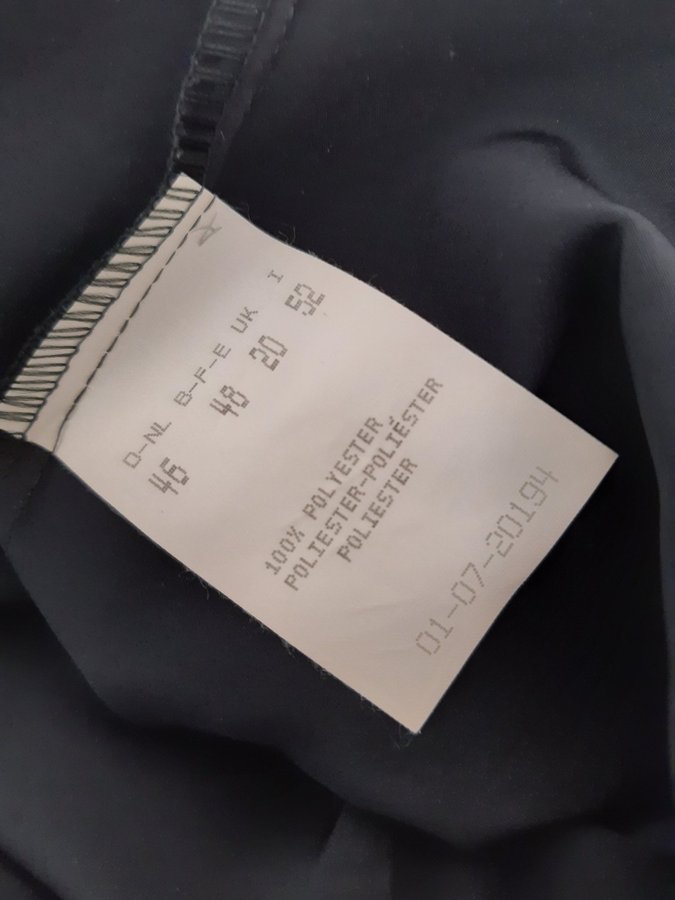 D-NL B-F-E UK I
46 48 20 52
100% POLYESTER
POLIESTER-POLIÉSTER
POLIESTER
01-07-20194